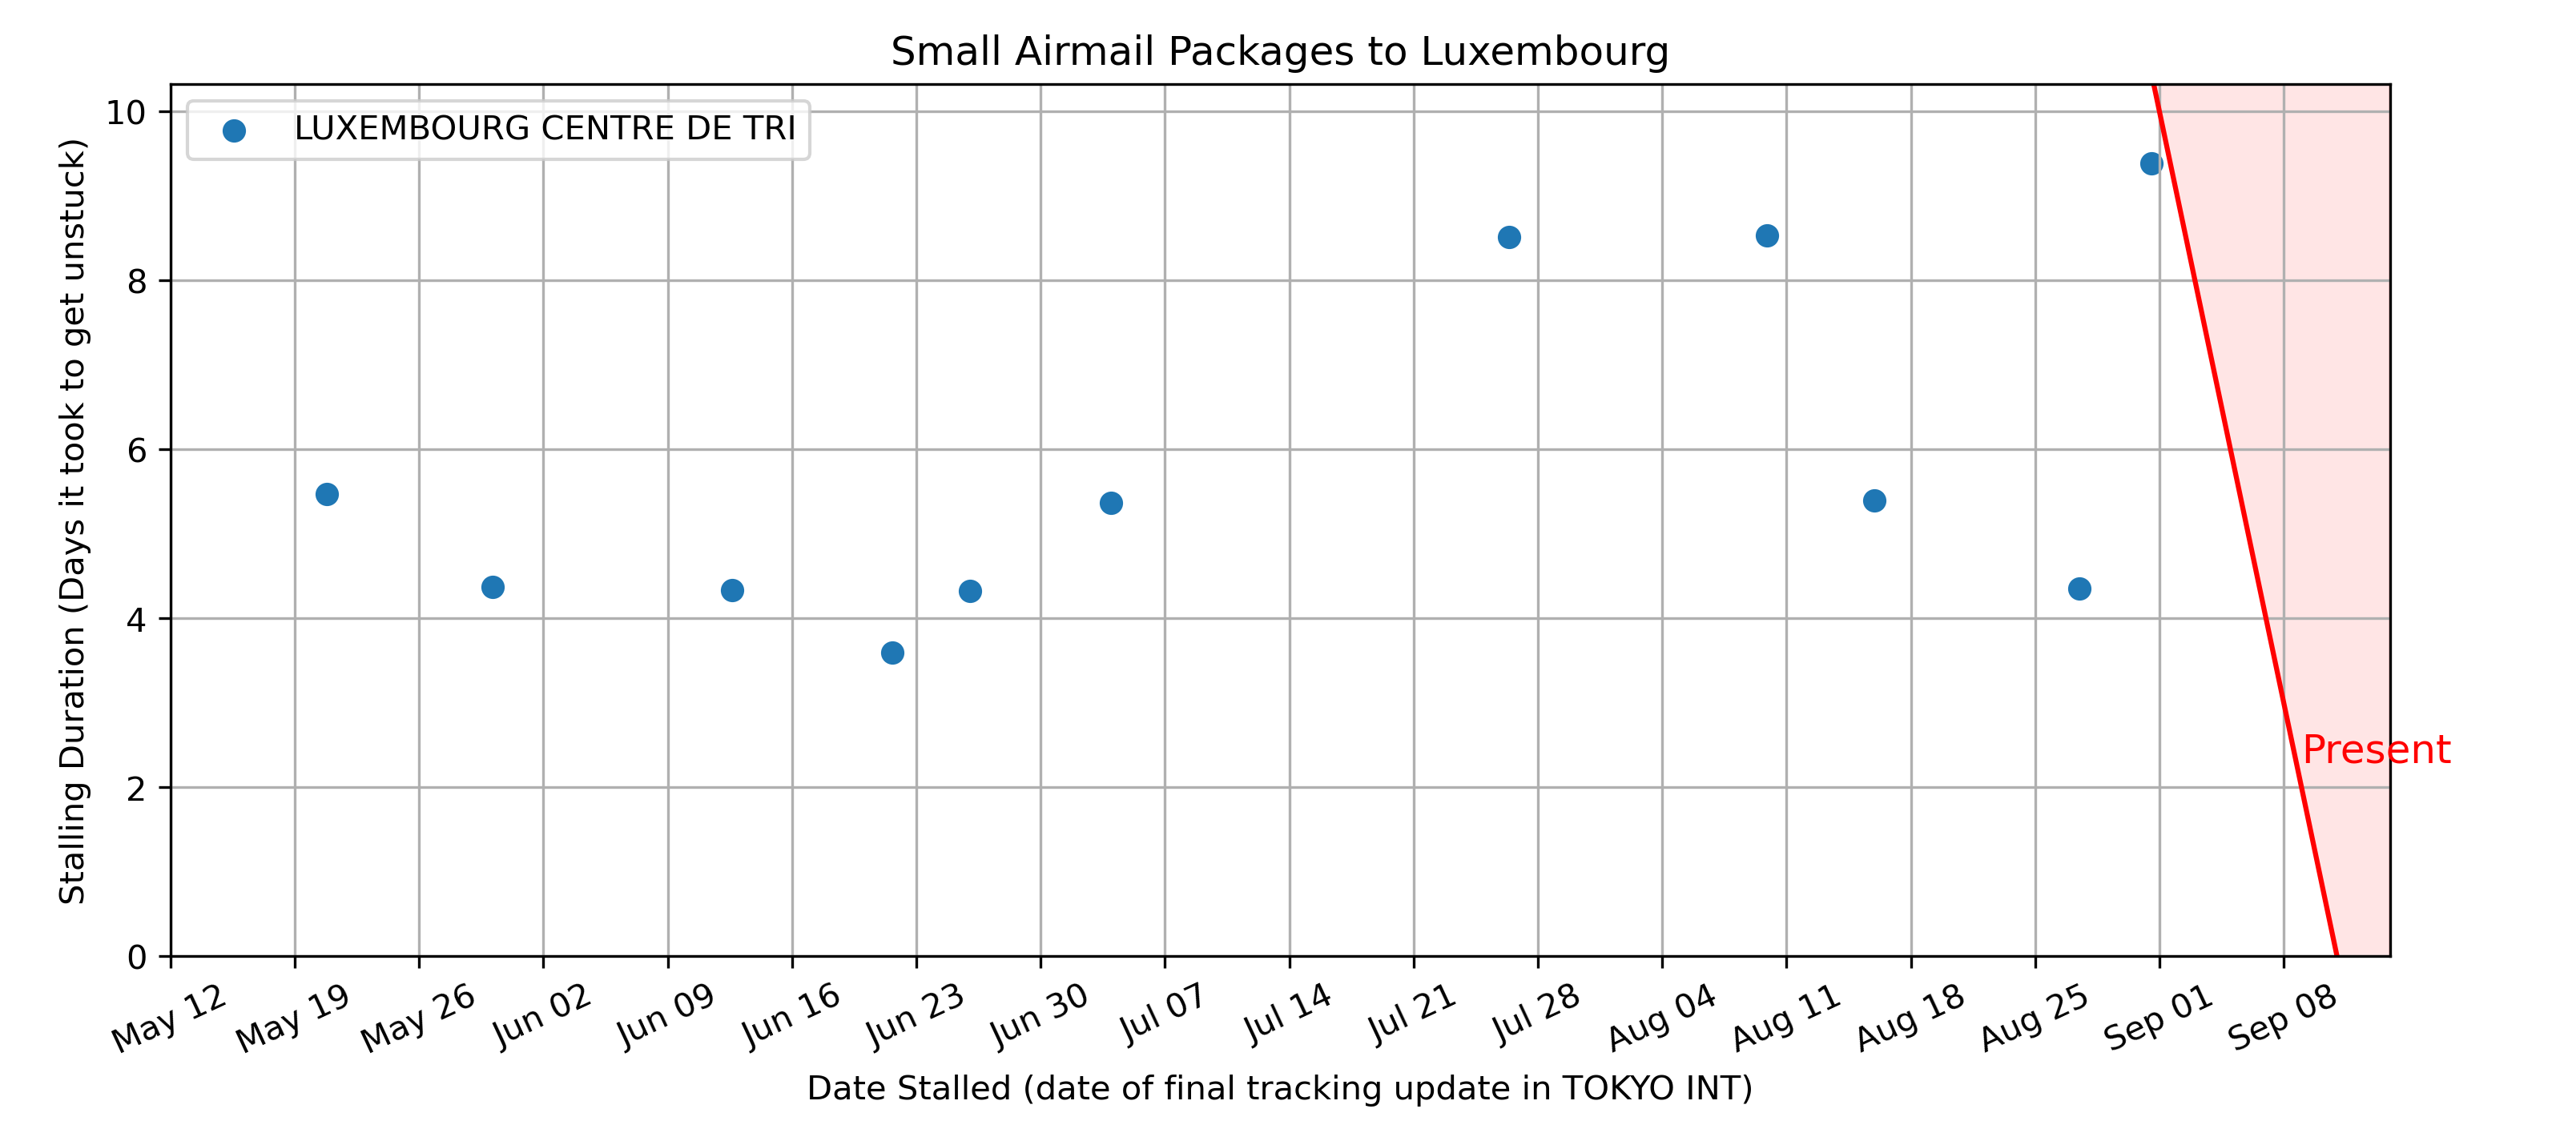 Small Airmail Packages to Luxembourg
LUXEMBOURG CENTRE DE TRI
Stalling Duration (Days it took to get unstuck)
10
8
6
4
2
0
Present
May 12
May 19
May 26
Jun 02
Jun 09
Jun 16
Jun 23
Jun 30
Jul 07
Jul 14
Jul 21
Jul 28
Aug 04
Aug 11
Aug 18
Aug 25
Sep 01
Sep 08
Date Stalled (date of final tracking update in TOKYO INT)